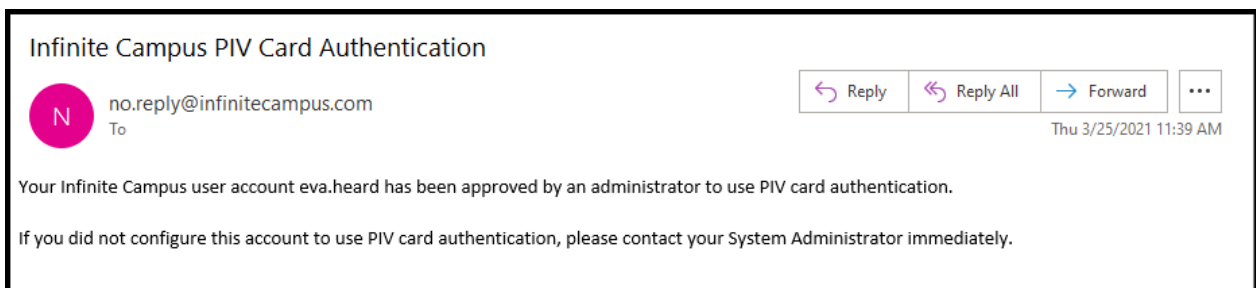 Infinite Campus PIV Card Authentication
Reply
Reply All
Forward
...
N
no.reply@infinitecampus.com
To
Thu 3/25/2021 11:39 AM
Your Infinite Campus user account eva.heard has been approved by an administrator to use PIV card authentication.
If you did not configure this account to use PIV card authentication, please contact your System Administrator immediately.